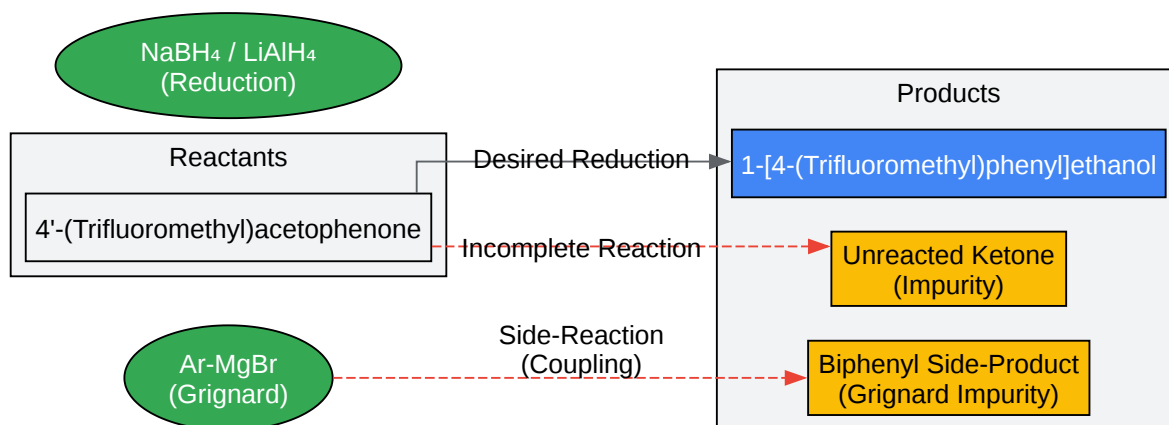 NaBH₄ / LiAlH₄
(Reduction)
Products
Reactants
Desired Reduction
1-[4-(Trifluoromethyl)phenyl]ethanol
4'-(Trifluoromethyl)acetophenone
Incomplete Reaction
Unreacted Ketone
(Impurity)
Side-Reaction
(Coupling)
Ar-MgBr
(Grignard)
Biphenyl Side-Product
(Grignard Impurity)